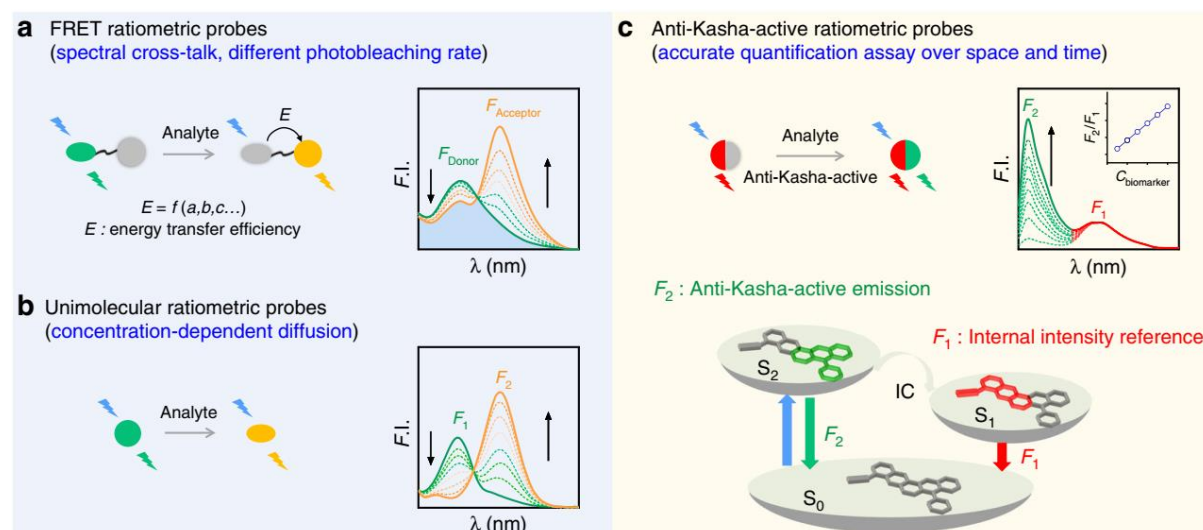 a FRET ratiometric probes
(spectral cross-talk, different photobleaching rate)
Analyte
E
E = f (a,b,c...)
E : energy transfer efficiency
F.I.
F_Donor
F_Acceptor
λ (nm)
b Unimolecular ratiometric probes
(concentration-dependent diffusion)
Analyte
F.I.
F₁
F₂
λ (nm)
c Anti-Kasha-active ratiometric probes
(accurate quantification assay over space and time)
Analyte
Anti-Kasha-active
F.I.
F₂
F₂/F₁
C_biomarker
F₁
λ (nm)
F₂ : Anti-Kasha-active emission
F₁ : Internal intensity reference
S₂
IC
S₁
F₂
F₁
S₀